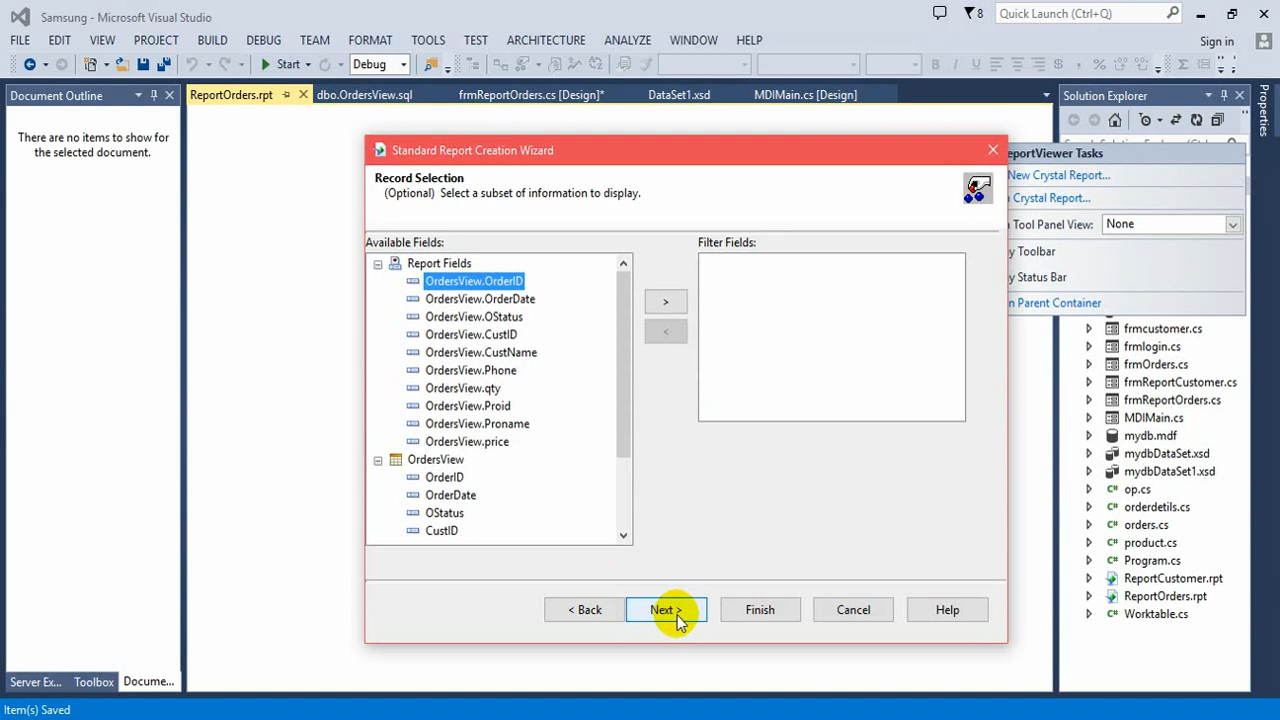 Samsung - Microsoft Visual Studio
8
Quick Launch (Ctrl+Q)
FILE EDIT VIEW PROJECT BUILD DEBUG TEAM FORMAT TOOLS TEST ARCHITECTURE ANALYZE WINDOW HELP
Sign in
Start
Debug
Document Outline
ReportOrders.rpt
dbo.OrdersView.sql
frmReportOrders.cs [Design]*
DataSet1.xsd
MDIMain.cs [Design]
Solution Explorer
Properties
There are no items to show for
the selected document.
Standard Report Creation Wizard
Record Selection
(Optional) Select a subset of information to display.
Available Fields:
Filter Fields:
Report Fields
OrdersView.OrderID
OrdersView.OrderDate
OrdersView.OStatus
OrdersView.CustID
OrdersView.CustName
OrdersView.Phone
OrdersView.qty
OrdersView.Proid
OrdersView.Proname
OrdersView.price
OrdersView
OrderID
OrderDate
OStatus
CustID
>
<
< Back
Next >
Finish
Cancel
Help
eportViewer Tasks
New Crystal Report...
Crystal Report...
Tool Panel View: None
y Toolbar
y Status Bar
n Parent Container
frmcustomer.cs
frmlogin.cs
frmOrders.cs
frmReportCustomer.cs
frmReportOrders.cs
MDIMain.cs
mydb.mdf
mydbDataSet.xsd
mydbDataSet1.xsd
op.cs
orderdetils.cs
orders.cs
product.cs
Program.cs
ReportCustomer.rpt
ReportOrders.rpt
Worktable.cs
Server Ex... Toolbox Docume...
Item(s) Saved